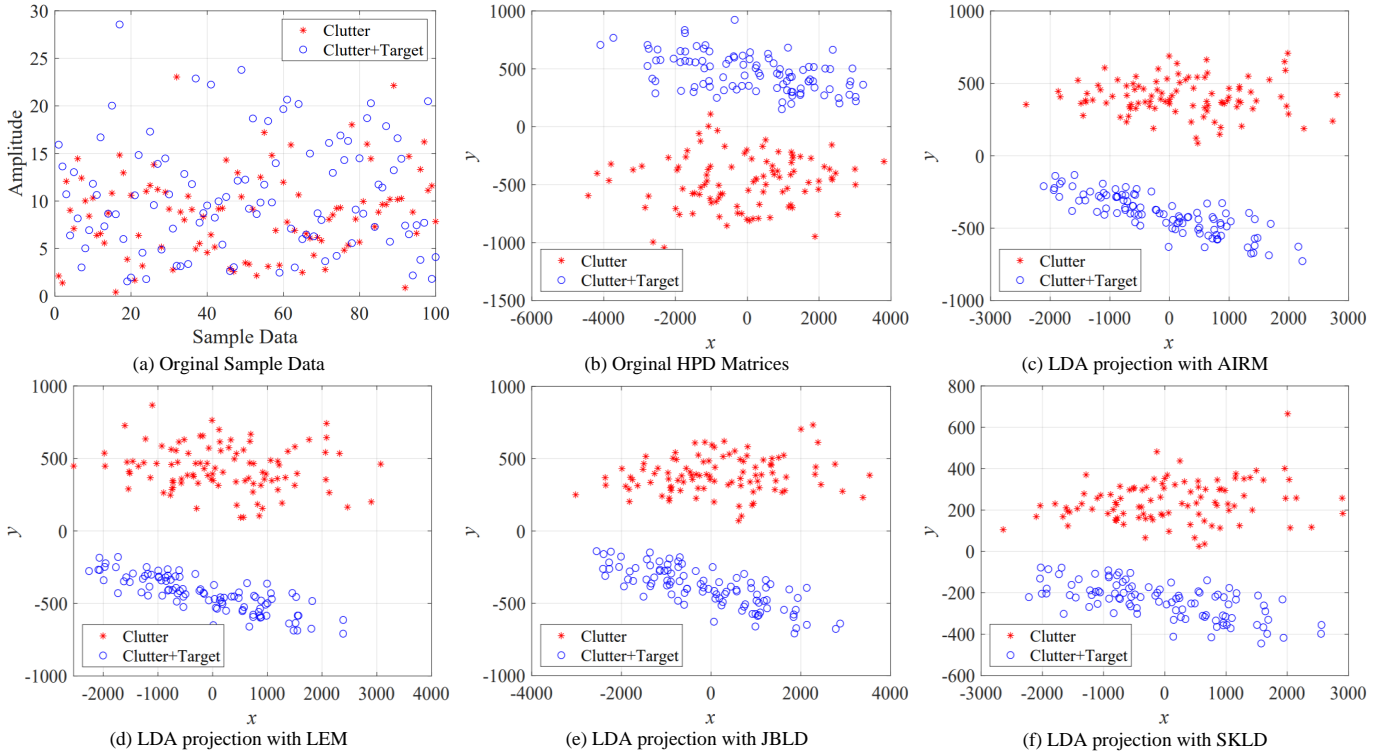 30
25
20
15
10
5
0
Amplitude
Clutter
Clutter+Target
0 20 40 60 80 100
Sample Data
(a) Orginal Sample Data
1000
500
0
-500
-1000
-1500
y
Clutter
Clutter+Target
-6000 -4000 -2000 0 2000 4000
x
(b) Orginal HPD Matrices
1000
500
0
-500
-1000
y
Clutter
Clutter+Target
-3000 -2000 -1000 0 1000 2000 3000
x
(c) LDA projection with AIRM
1000
500
0
-500
-1000
y
Clutter
Clutter+Target
-2000 -1000 0 1000 2000 3000 4000
x
(d) LDA projection with LEM
1000
500
0
-500
-1000
y
Clutter
Clutter+Target
-2000 0 2000 4000
x
(e) LDA projection with JBLD
800
600
400
200
0
-200
-400
-600
y
Clutter
Clutter+Target
-3000 -2000 -1000 0 1000 2000 3000
x
(f) LDA projection with SKLD